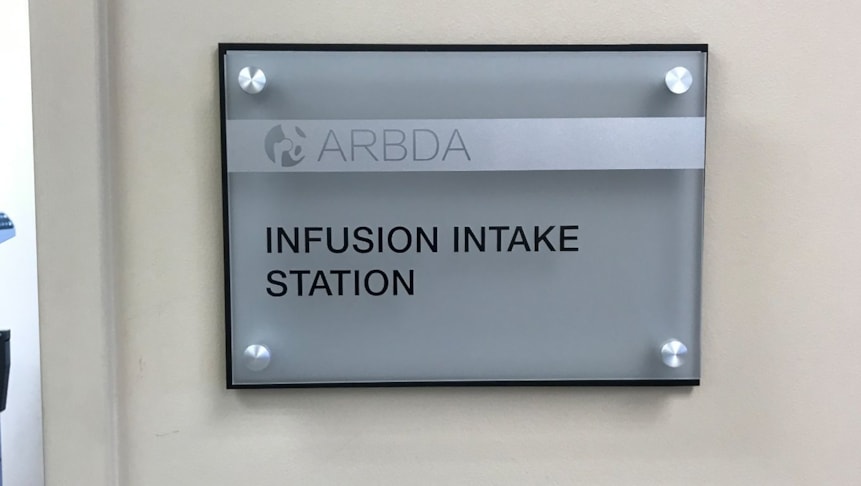 ARBDA
INFUSION INTAKE
STATION